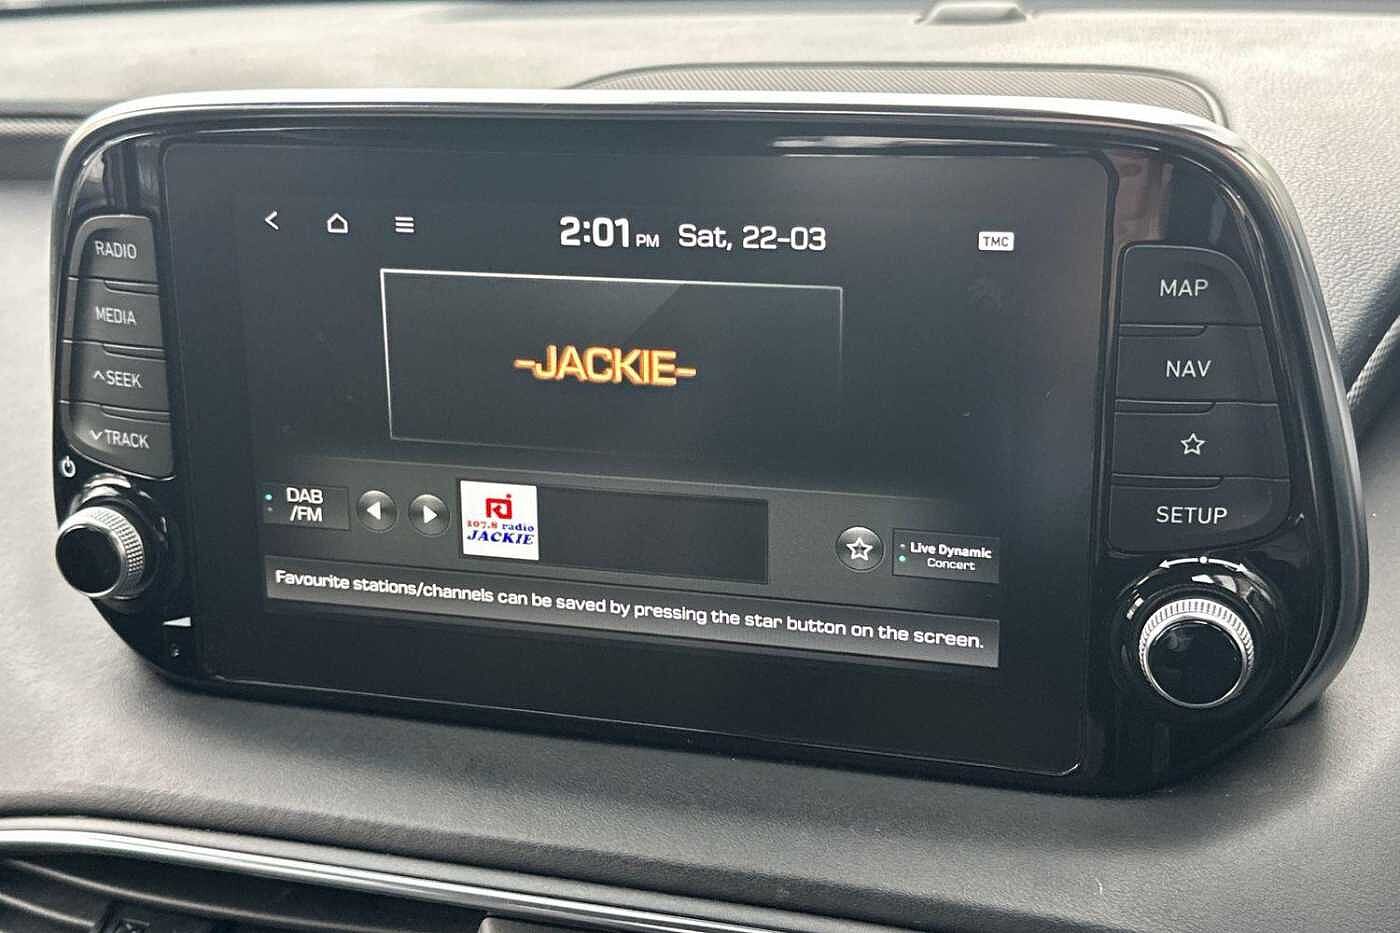 2:01 PM Sat, 22-03
TMC
RADIO
MEDIA
SEEK
TRACK
-JACKIE-
DAB
/FM
RJ
107.8 radio
JACKIE
Live Dynamic
Concert
Favourite stations/channels can be saved by pressing the star button on the screen.
MAP
NAV
SETUP